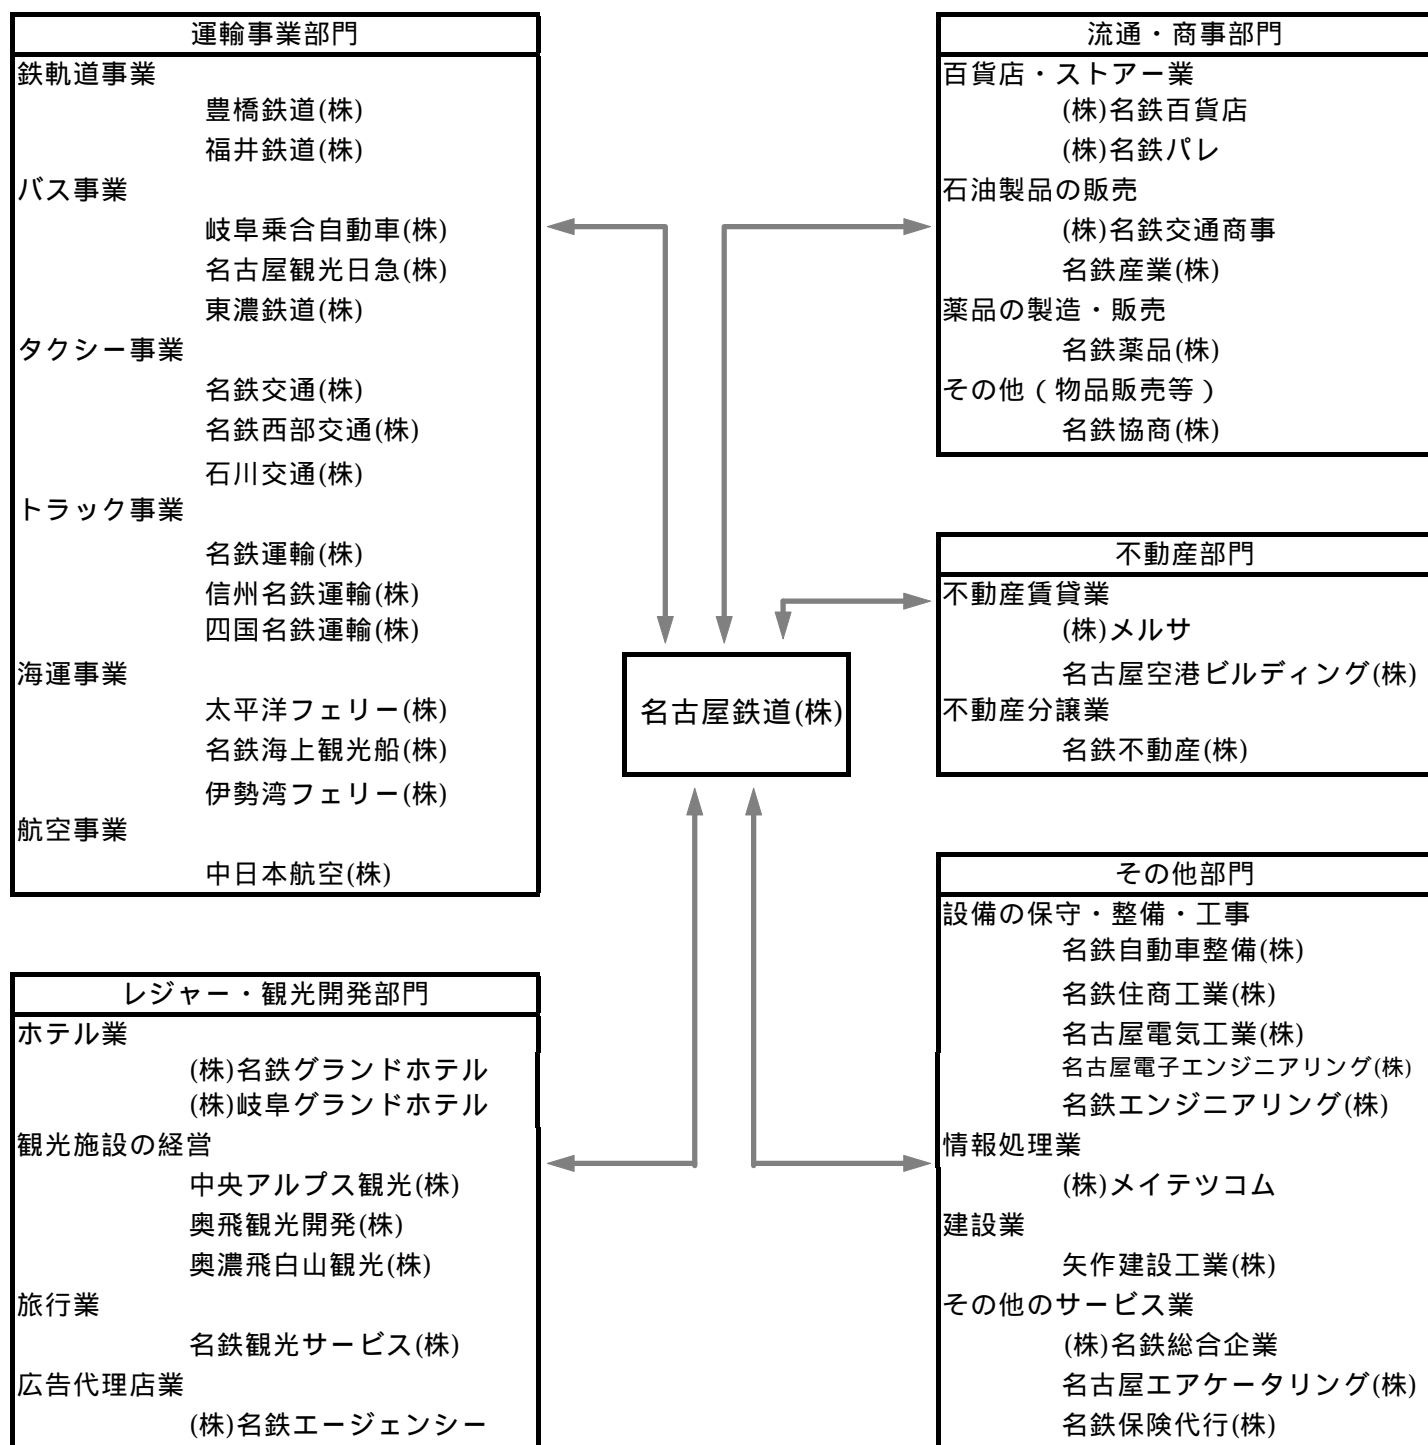 運輸事業部門
鉄軌道事業
豊橋鉄道(株)
福井鉄道(株)
バス事業
岐阜乗合自動車(株)
名古屋観光日急(株)
東濃鉄道(株)
タクシー事業
名鉄交通(株)
名鉄西部交通(株)
石川交通(株)
トラック事業
名鉄運輸(株)
信州名鉄運輸(株)
四国名鉄運輸(株)
海運事業
太平洋フェリー(株)
名鉄海上観光船(株)
伊勢湾フェリー(株)
航空事業
中日本航空(株)
レジャー・観光開発部門
ホテル業
(株)名鉄グランドホテル
(株)岐阜グランドホテル
観光施設の経営
中央アルプス観光(株)
奥飛観光開発(株)
奥濃飛白山観光(株)
旅行業
名鉄観光サービス(株)
広告代理店業
(株)名鉄エージェンシー
名古屋鉄道(株)
流通・商事部門
百貨店・ストアー業
(株)名鉄百貨店
(株)名鉄パレ
石油製品の販売
(株)名鉄交通商事
名鉄産業(株)
薬品の製造・販売
名鉄薬品(株)
その他(物品販売等)
名鉄協商(株)
不動産部門
不動産賃貸業
(株)メルサ
名古屋空港ビルディング(株)
不動産分譲業
名鉄不動産(株)
その他部門
設備の保守・整備・工事
名鉄自動車整備(株)
名鉄住商工業(株)
名古屋電気工業(株)
名古屋電子エンジニアリング(株)
名鉄エンジニアリング(株)
情報処理業
(株)メイテツコム
建設業
矢作建設工業(株)
その他のサービス業
(株)名鉄総合企業
名古屋エアケータリング(株)
名鉄保険代行(株)